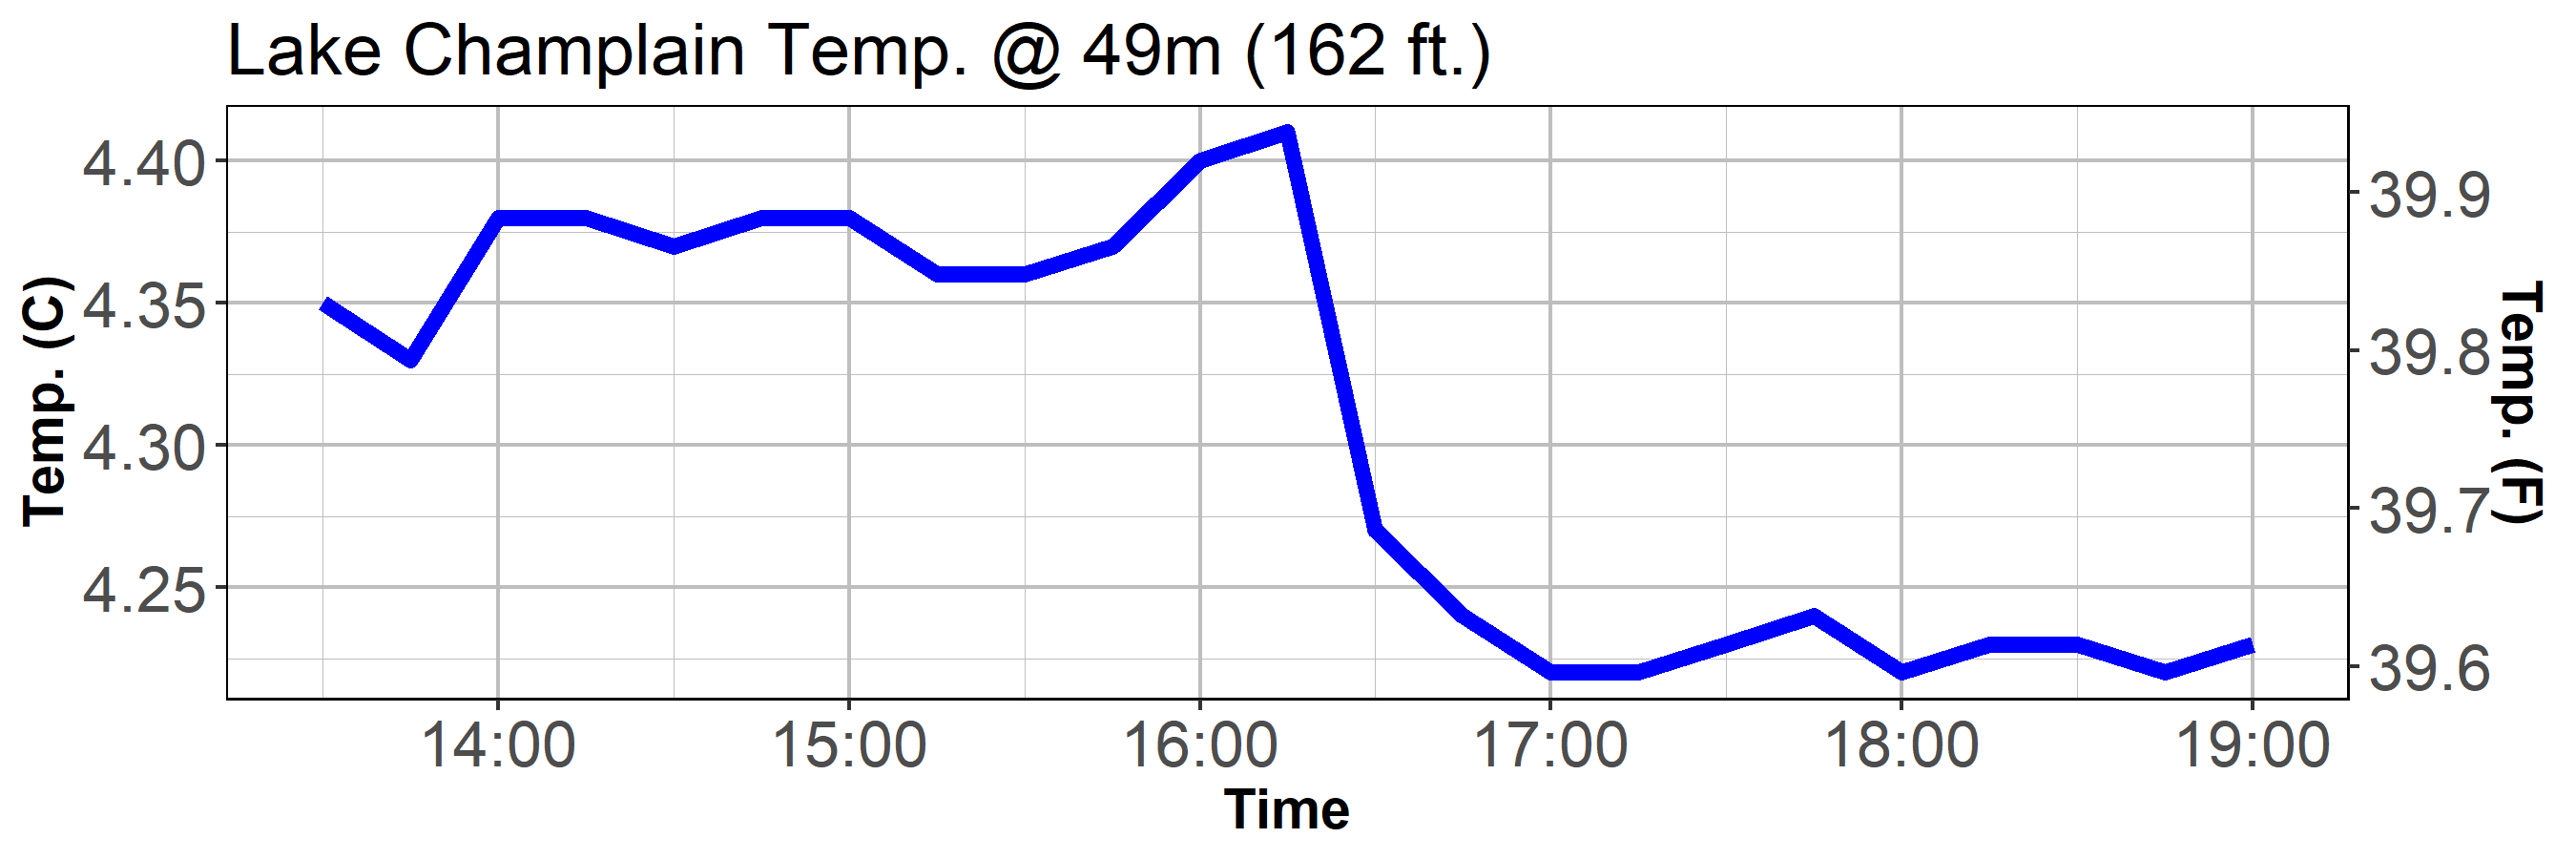 Lake Champlain Temp. @ 49m (162 ft.)
Temp. (C)
4.40
4.35
4.30
4.25
39.9
39.8
39.7
39.6
Temp. (F)
14:00 15:00 16:00 17:00 18:00 19:00
Time